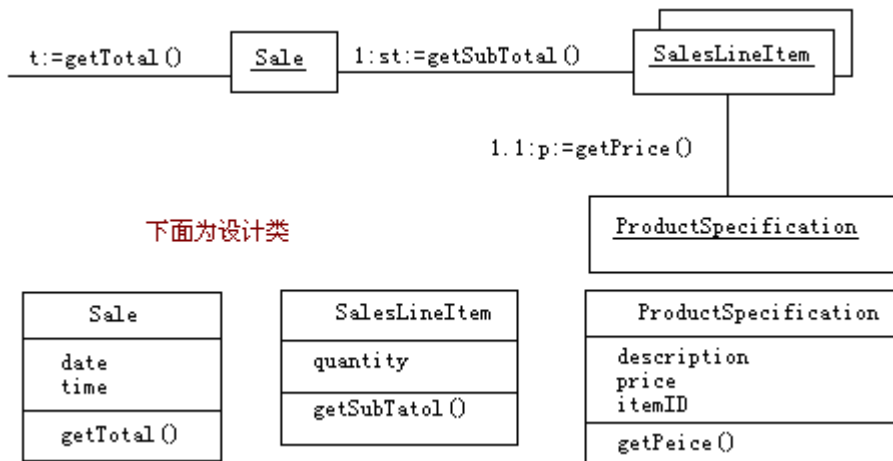 t:=getTotal()
Sale
1:st:=getSubTotal()
SalesLineItem
1.1:p:=getPrice()
下面为设计类
ProductSpecification
Sale
SalesLineItem
ProductSpecification
date
time
quantity
description
price
itemID
getTotal()
getSubTatol()
getPeice()